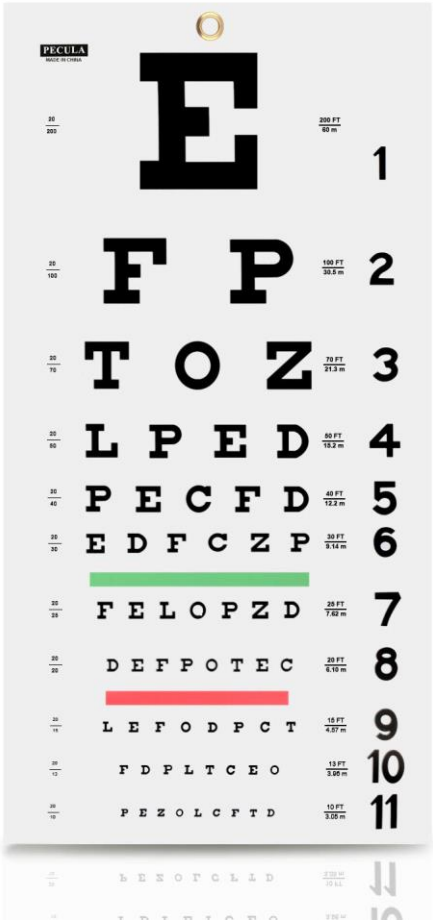 PECULA
MADE IN CHINA
20/200 E 200 FT/60 m 1
20/100 F P 100 FT/30.5 m 2
20/70 T O Z 70 FT/21.3 m 3
20/50 L P E D 50 FT/15.2 m 4
20/40 P E C F D 40 FT/12.2 m 5
20/30 E D F C Z P 30 FT/9.14 m 6
20/25 F E L O P Z D 25 FT/7.62 m 7
20/20 D E F P O T E C 20 FT/6.10 m 8
20/15 L E F O D P C T 15 FT/4.57 m 9
20/13 F D P L T C E O 13 FT/3.96 m 10
20/10 P E Z O L C F T D 10 FT/3.05 m 11